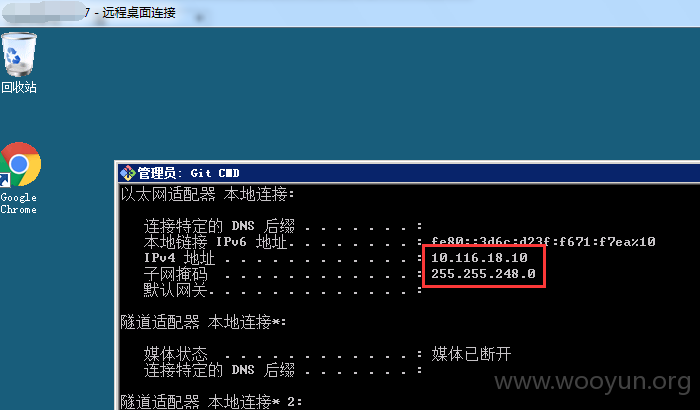 7 - 远程桌面连接
回收站
Google
Chrome
管理员: Git CMD
以太网适配器 本地连接:
连接特定的 DNS 后缀 . . . . . . . :
本地链接 IPv6 地址. . . . . . . . : fe80::3d6c:d23f:f671:f7ea%10
IPv4 地址 . . . . . . . . . . . . : 10.116.18.10
子网掩码 . . . . . . . . . . . . : 255.255.248.0
默认网关. . . . . . . . . . . . . :
隧道适配器 本地连接*:
媒体状态 . . . . . . . . . . . . : 媒体已断开
连接特定的 DNS 后缀 . . . . . . . :
隧道适配器 本地连接* 2:
www.wooyun.org